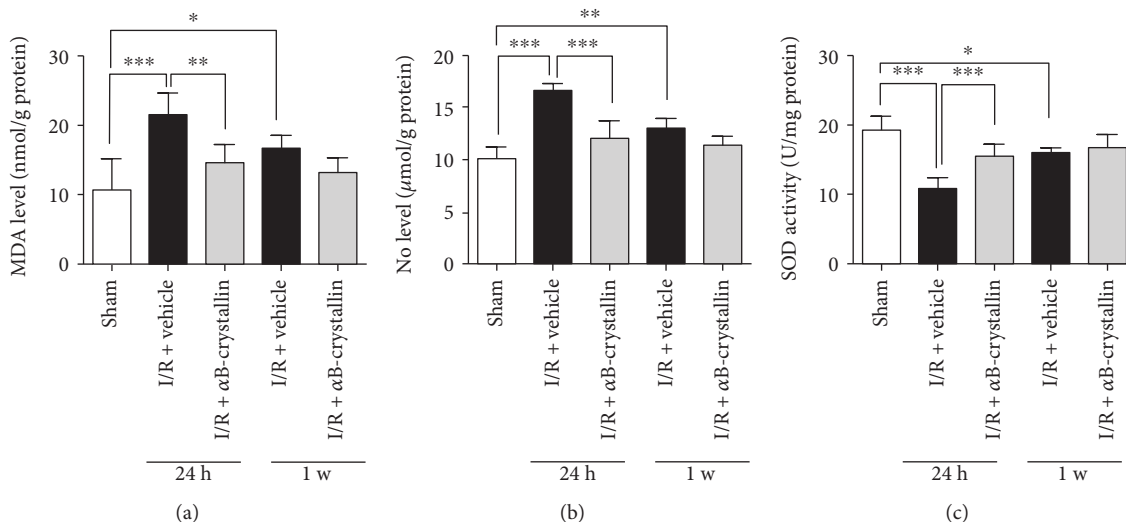 *
*** **
30
20
10
0
MDA level (nmol/g protein)
Sham
I/R + vehicle
I/R + αB-crystallin
I/R + vehicle
I/R + αB-crystallin
24 h
1 w
(a)
**
*** ***
20
15
10
5
0
No level (μmol/g protein)
Sham
I/R + vehicle
I/R + αB-crystallin
I/R + vehicle
I/R + αB-crystallin
24 h
1 w
(b)
*
*** ***
30
20
10
0
SOD activity (U/mg protein)
Sham
I/R + vehicle
I/R + αB-crystallin
I/R + vehicle
I/R + αB-crystallin
24 h
1 w
(c)